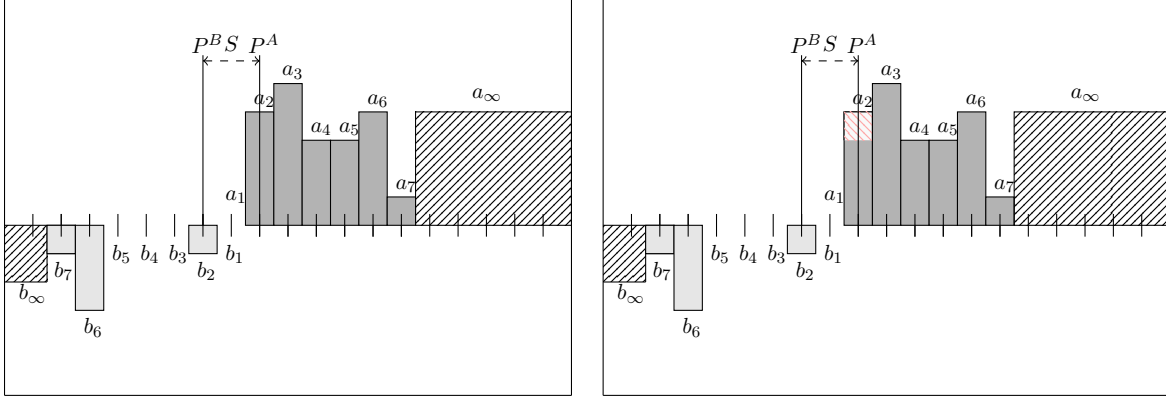 P^B S P^A
a_3
a_2 a_6 a_∞
a_4 a_5
a_1 a_7
b_5 b_4 b_3 b_1
b_7 b_2
b_∞
b_6
P^B S P^A
a_3
a_2 a_6 a_∞
a_4 a_5
a_1 a_7
b_5 b_4 b_3 b_1
b_7 b_2
b_∞
b_6